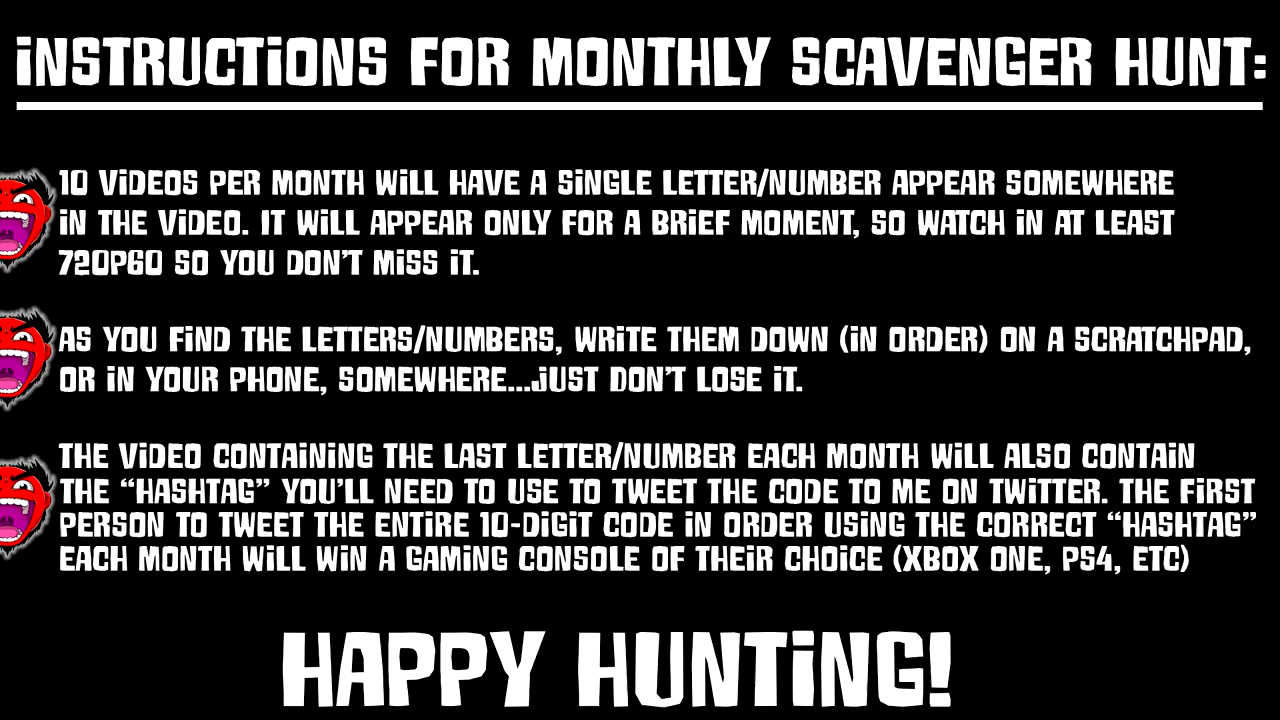 iNSTRUCTiONS FOR MONTHLY SCAVENGER HUNT:
10 ViDEOS PER MONTH WiLL HAVE A SiNGLE LETTER/NUMBER APPEAR SOMEWHERE
iN THE ViDEO. IT WiLL APPEAR ONLY FOR A BRiEF MOMENT, SO WATCH iN AT LEAST
720P60 SO YOU DON'T MiSS iT.
AS YOU FiND THE LETTERS/NUMBERS, WRiTE THEM DOWN (iN ORDER) ON A SCRATCHPAD,
OR iN YOUR PHONE, SOMEWHERE...jUST DON'T LOSE iT.
THE ViDEO CONTAiNiNG THE LAST LETTER/NUMBER EACH MONTH WiLL ALSO CONTAiN
THE “HASHTAG” YOU'LL NEED TO USE TO TWEET THE CODE TO ME ON TWiTTER. THE FiRST
PERSON TO TWEET THE ENTiRE 10-DiGiT CODE iN ORDER USiNG THE CORRECT “HASHTAG”
EACH MONTH WiLL WiN A GAMiNG CONSOLE OF THEiR CHOiCE (XBOX ONE, PS4, ETC)
HAPPY HUNTiNG!